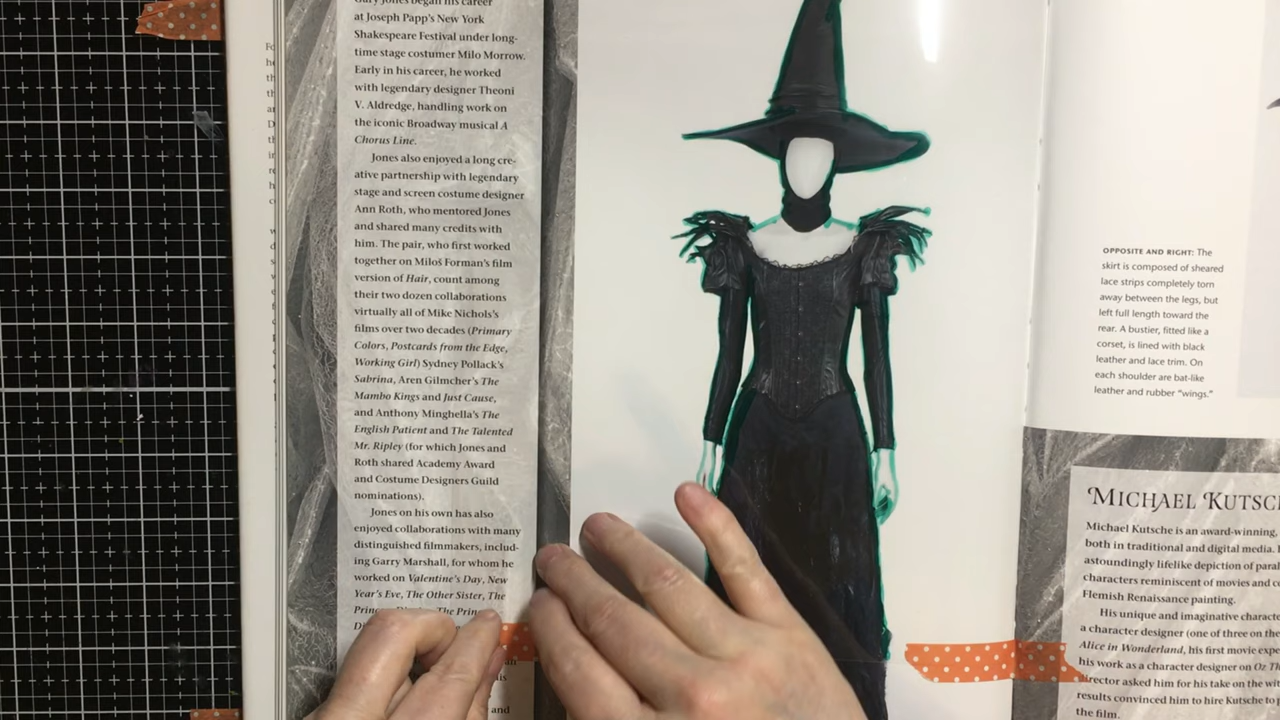 Gary Jones began his career
at Joseph Papp's New York
Shakespeare Festival under long-
time stage costumer Milo Morrow.
Early in his career, he worked
with legendary designer Theoni
V. Aldredge, handling work on
the iconic Broadway musical A
Chorus Line.
Jones also enjoyed a long cre-
ative partnership with legendary
stage and screen costume designer
Ann Roth, who mentored Jones
and shared many credits with
him. The pair, who first worked
together on Miloš Forman's film
version of Hair, count among
their two dozen collaborations
virtually all of Mike Nichols's
films over two decades (Primary
Colors, Postcards from the Edge,
Working Girl) Sydney Pollack's
Sabrina, Aren Gilmcher's The
Mambo Kings and Just Cause,
and Anthony Minghella's The
English Patient and The Talented
Mr. Ripley (for which Jones and
Roth shared Academy Award
and Costume Designers Guild
nominations).
Jones on his own has also
enjoyed collaborations with many
distinguished filmmakers, includ-
ing Garry Marshall, for whom he
worked on Valentine's Day, New
Year's Eve, The Other Sister, The
The
and
OPPOSITE AND RIGHT: The
skirt is composed of sheared
lace strips completely torn
away between the legs, but
left full length toward the
rear. A bustier, fitted like a
corset, is lined with black
leather and lace trim. On
each shoulder are bat-like
leather and rubber "wings."
MICHAEL KUTSC
Michael Kutsche is an award-winning,
both in traditional and digital media.
astoundingly lifelike depiction of
characters reminiscent of movies and
Flemish Renaissance painting.
His unique and imaginative
a character designer (one of three on the
Alice in Wonderland, his first movie
his work as a character designer on Oz
director asked him for his take on the
results convinced him to hire Kutsche to
the film.